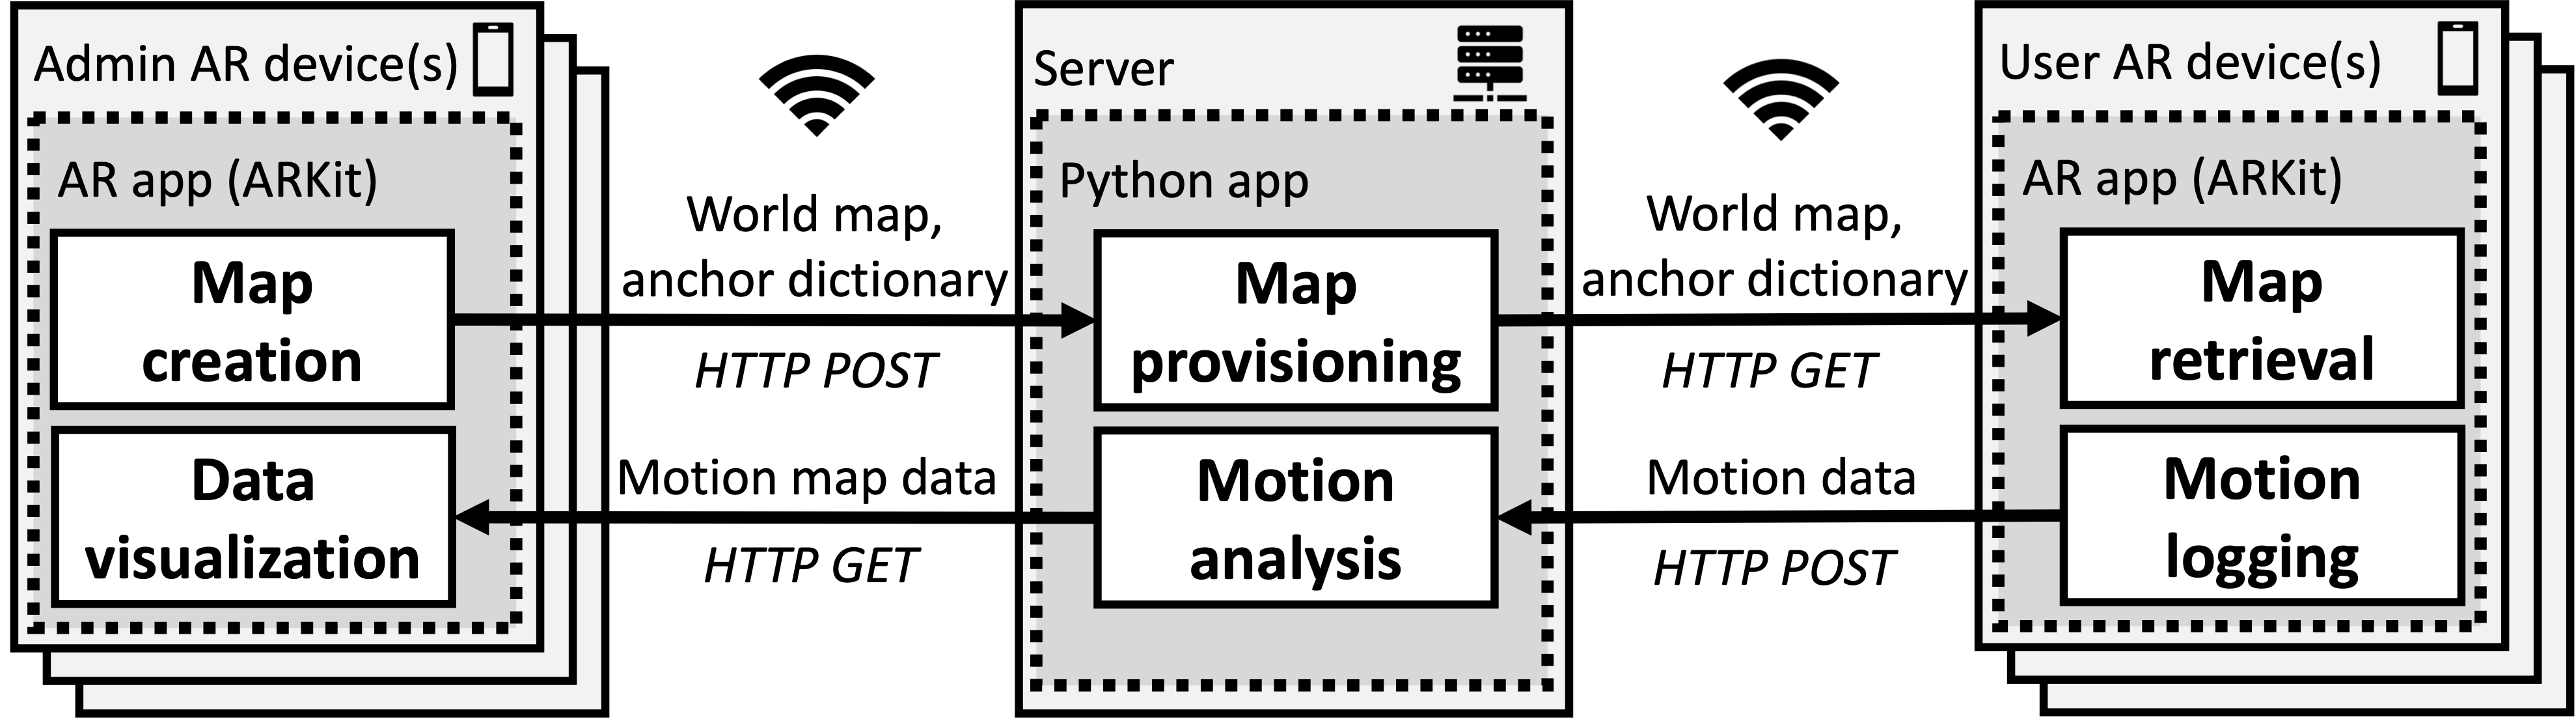 Admin AR device(s)
AR app (ARKit)
Map
creation
Data
visualization
World map,
anchor dictionary
HTTP POST
Motion map data
HTTP GET
Server
Python app
Map
provisioning
Motion
analysis
World map,
anchor dictionary
HTTP GET
Motion data
HTTP POST
User AR device(s)
AR app (ARKit)
Map
retrieval
Motion
logging